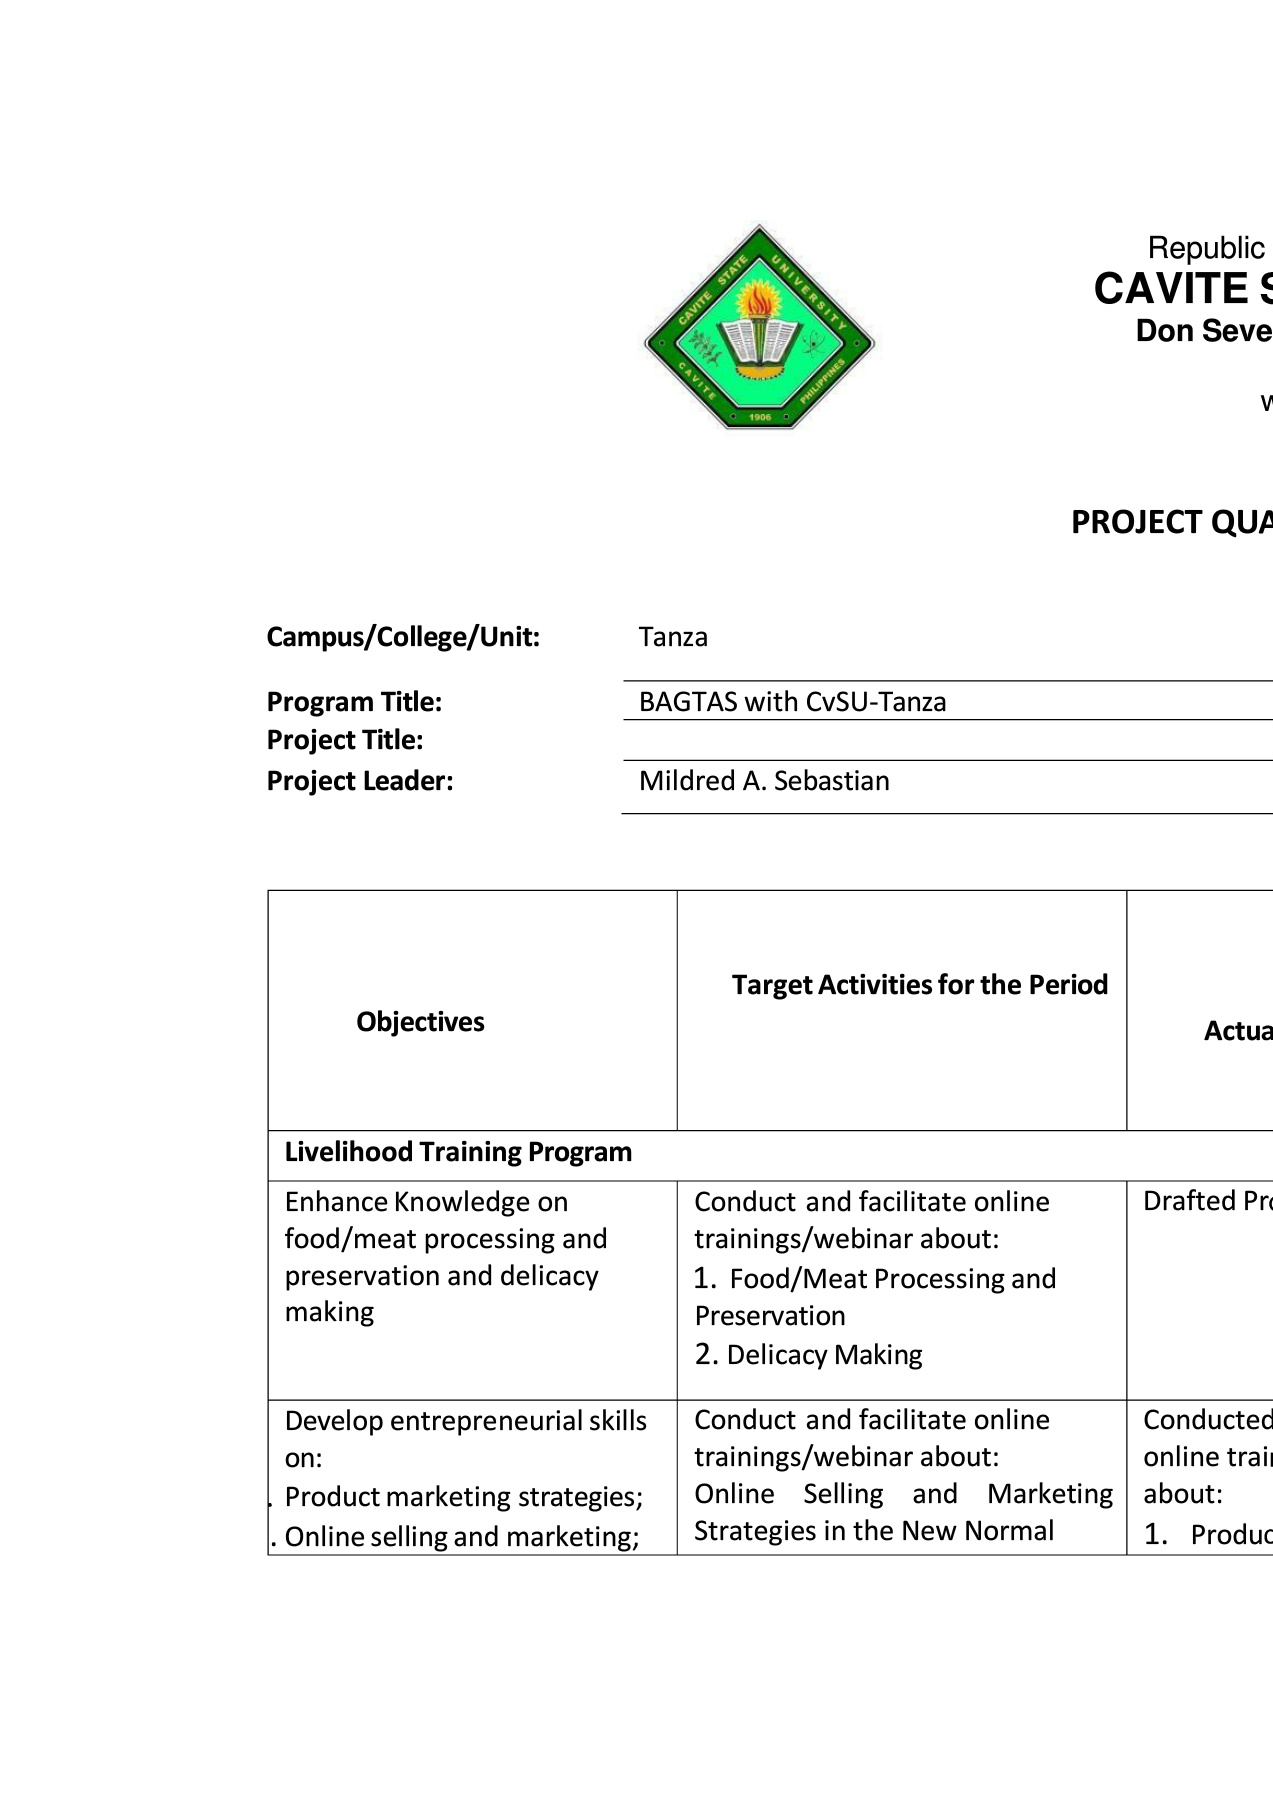 CAVITE STATE UNIVERSITY
CAVITE
PHILIPPINES
1906
Republic
CAVITE S
Don Seve
w
PROJECT QUA
Campus/College/Unit: Tanza
Program Title: BAGTAS with CvSU-Tanza
Project Title:
Project Leader: Mildred A. Sebastian
Objectives
Target Activities for the Period
Actua
Livelihood Training Program
Enhance Knowledge on
food/meat processing and
preservation and delicacy
making
Conduct and facilitate online
trainings/webinar about:
1. Food/Meat Processing and
Preservation
2. Delicacy Making
Drafted Pro
Develop entrepreneurial skills
on:
. Product marketing strategies;
. Online selling and marketing;
Conduct and facilitate online
trainings/webinar about:
Online Selling and Marketing
Strategies in the New Normal
Conducted
online train
about:
1. Produc